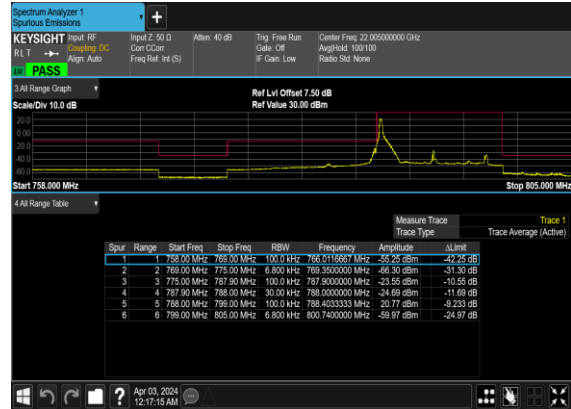 Spectrum Analyzer 1
Spurious Emissions
KEYSIGHT Input: RF Input Z: 50 Ω Atten: 40 dB Trig: Free Run Center Freq: 22.005000000 GHz
RLT Coupling: DC Corr CCorr Gate: Off Avg|Hold: 100/100
Align: Auto Freq Ref: Int (S) IF Gain: Low Radio Std: None
PASS
3 All Range Graph Ref Lvl Offset 7.50 dB
Scale/Div 10.0 dB Ref Value 30.00 dBm
20.0
0.00
-20.0
-40.0
-60.0
Start 758.000 MHz Stop 805.000 MHz
4 All Range Table
Measure Trace Trace 1
Trace Type Trace Average (Active)
Spur Range Start Freq Stop Freq RBW Frequency Amplitude ΔLimit
1 1 758.00 MHz 769.00 MHz 100.0 kHz 766.0116667 MHz -55.25 dBm -42.25 dB
2 2 769.00 MHz 775.00 MHz 6.800 kHz 769.3500000 MHz -66.30 dBm -31.30 dB
3 3 775.00 MHz 787.90 MHz 100.0 kHz 787.9000000 MHz -23.55 dBm -10.55 dB
4 4 787.90 MHz 788.00 MHz 30.00 kHz 788.0000000 MHz -24.69 dBm -11.69 dB
5 5 788.00 MHz 799.00 MHz 100.0 kHz 788.4033333 MHz 20.77 dBm -9.233 dB
6 6 799.00 MHz 805.00 MHz 6.800 kHz 800.7400000 MHz -59.97 dBm -24.97 dB
? Apr 03, 2024
12:17:15 AM